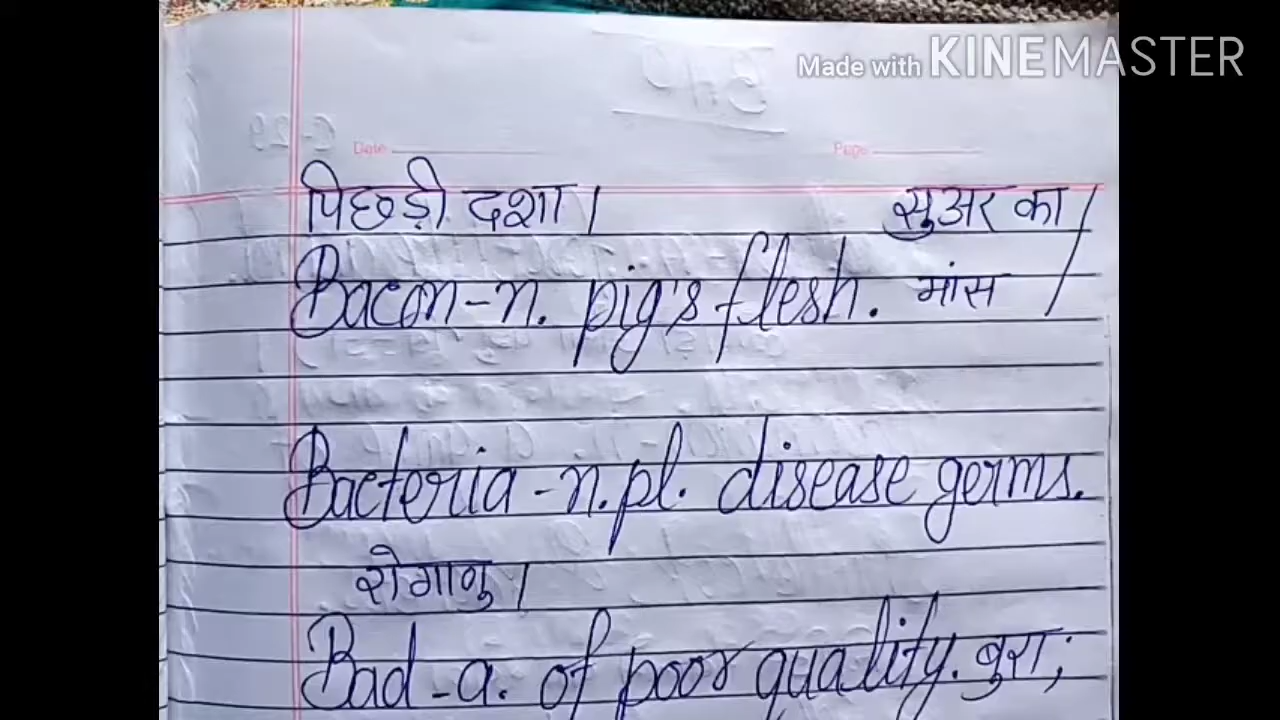 Made with KINEMASTER
Date
Page
पिछड़ी दशा। सुअर का
Bacon-n. pig's flesh. मांस।
Bacteria-n.pl. disease germs.
रोगानु।
Bad-a. of poor quality. बुरा;